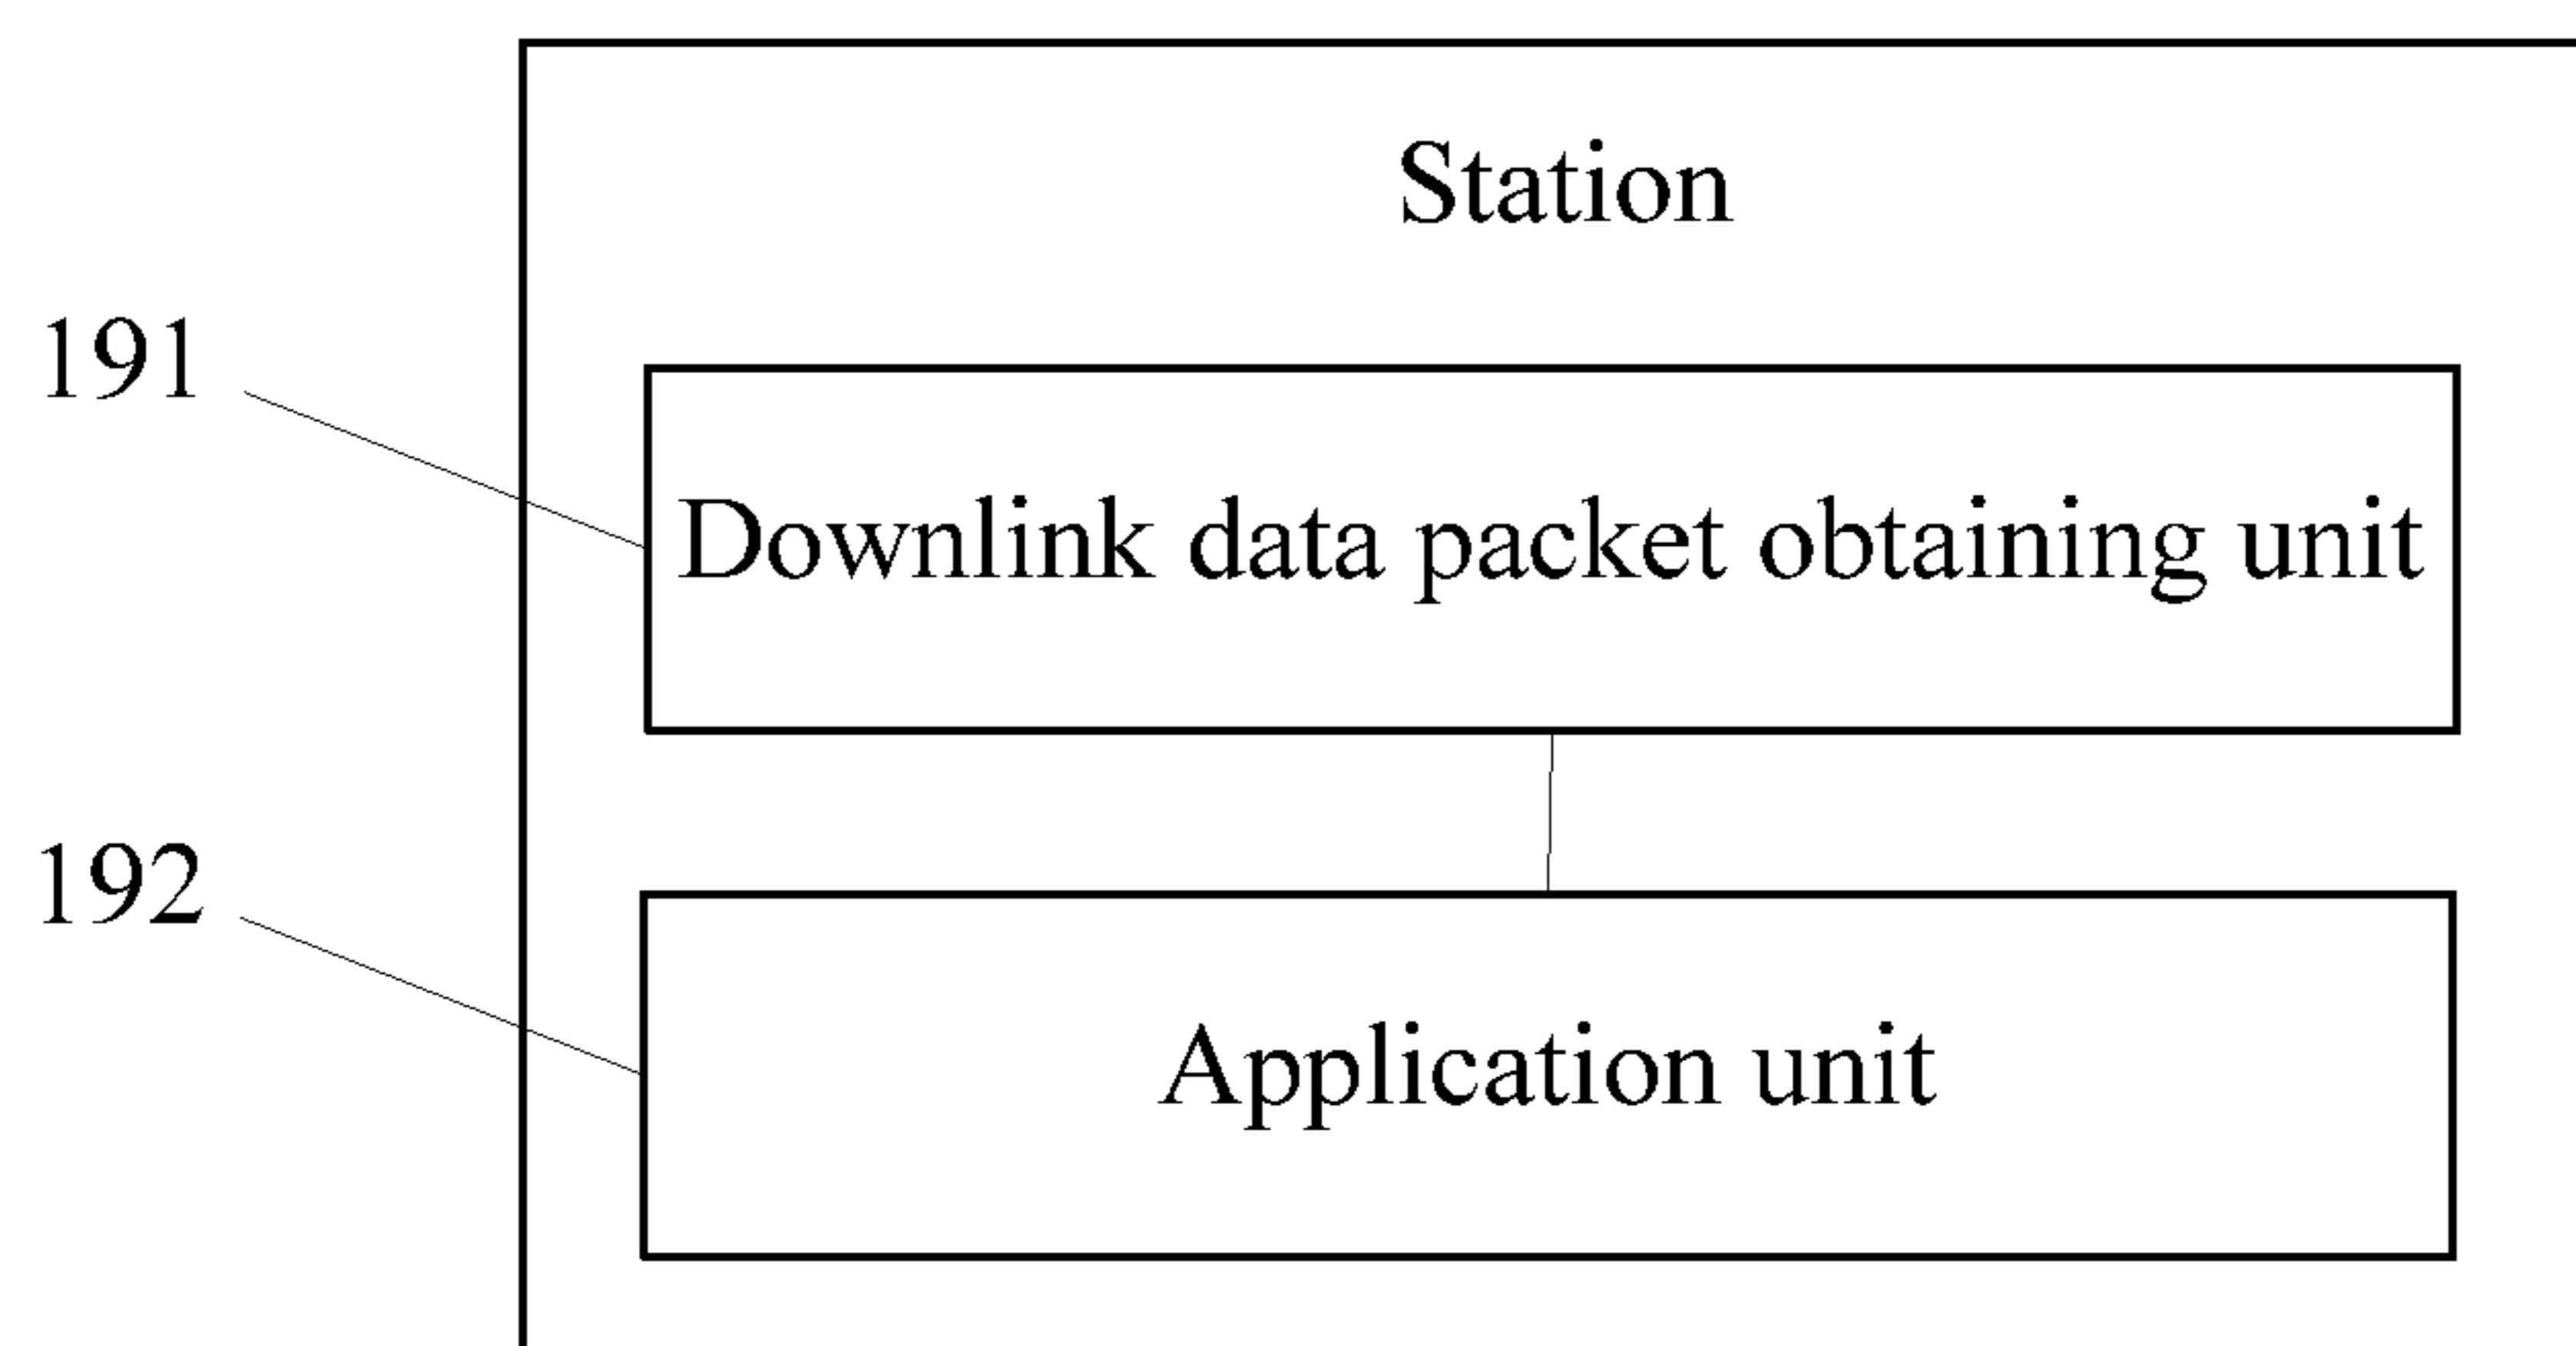 Station
191
Downlink data packet obtaining unit
192
Application unit